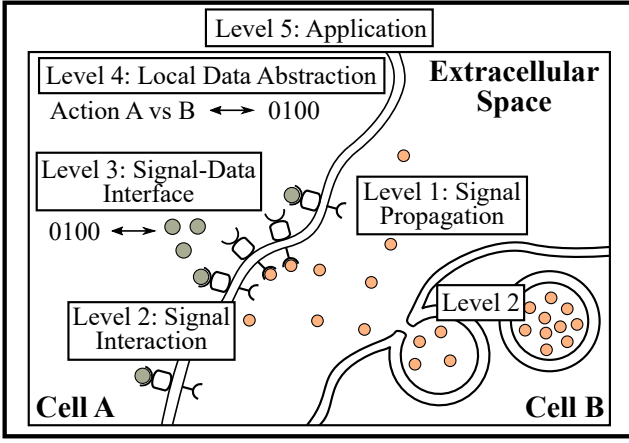 Level 5: Application
Level 4: Local Data Abstraction
Action A vs B ⟷ 0100
Extracellular
Space
Level 3: Signal-Data
Interface
0100 ⟷
Level 1: Signal
Propagation
Level 2: Signal
Interaction
Level 2
Cell A
Cell B